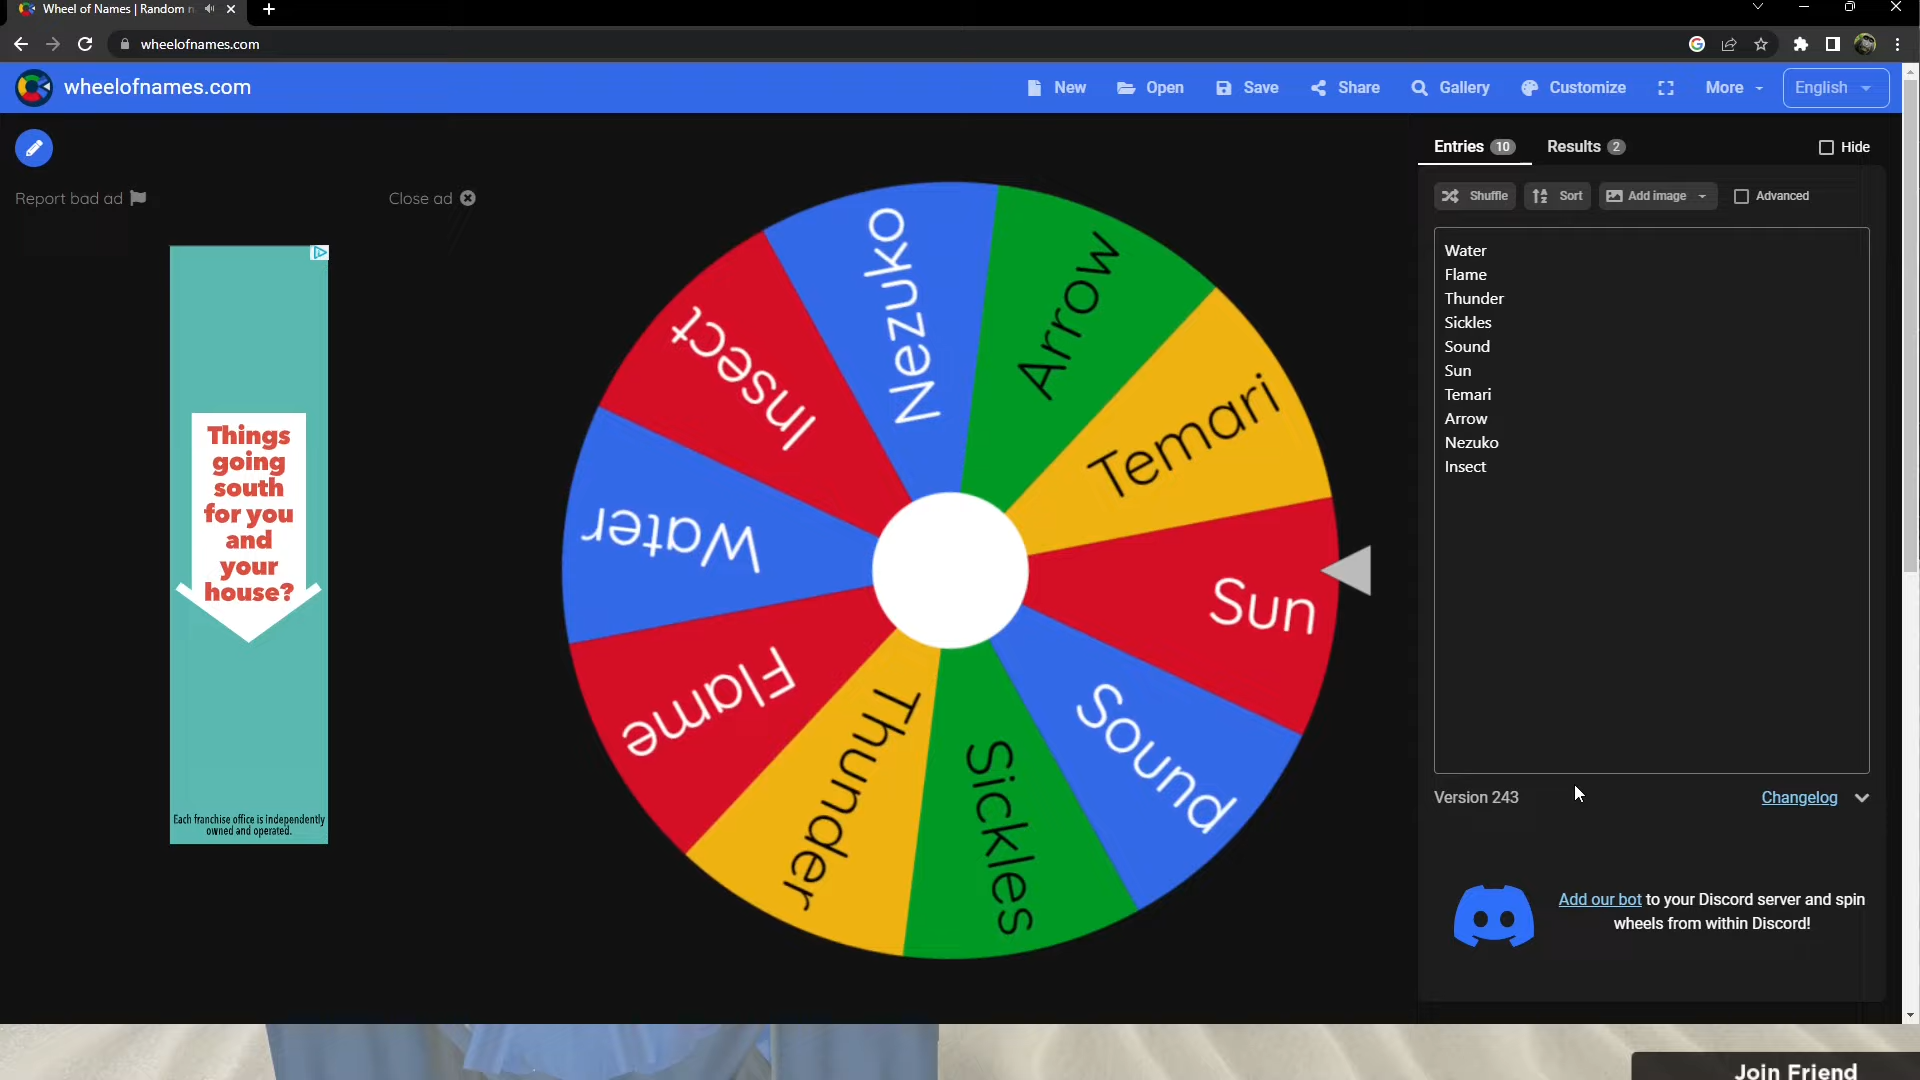 Wheel of Names | Random n
wheelofnames.com
wheelofnames.com
New
Open
Save
Share
Gallery
Customize
More
English
Entries 10
Results 2
Hide
Report bad ad
Close ad
Shuffle
Sort
Add image
Advanced
Things
going
south
for you
and
your
house?
Each franchise office is independently
owned and operated.
Nezuko
Arrow
Temari
Sun
Sound
Sickles
Thunder
Flame
Water
Insect
Water
Flame
Thunder
Sickles
Sound
Sun
Temari
Arrow
Nezuko
Insect
Version 243
Changelog
Add our bot to your Discord server and spin
wheels from within Discord!
Join Friend